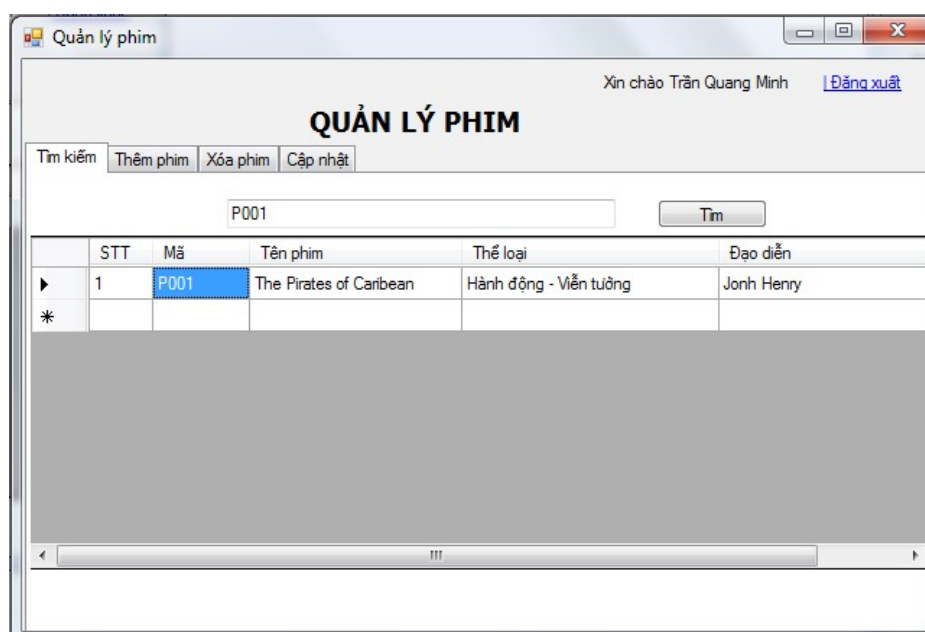 Quản lý phim
Xin chào Trần Quang Minh | Đăng xuất
QUẢN LÝ PHIM
Tìm kiếm Thêm phim Xóa phim Cập nhật
P001 Tìm
STT Mã Tên phim Thể loại Đạo diễn
1 P001 The Pirates of Caribean Hành động - Viễn tưởng Jonh Henry